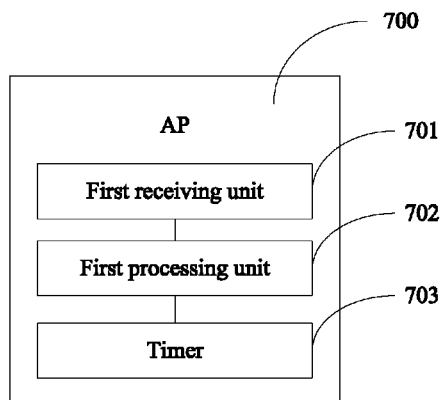 700
AP
701
First receiving unit
702
First processing unit
703
Timer